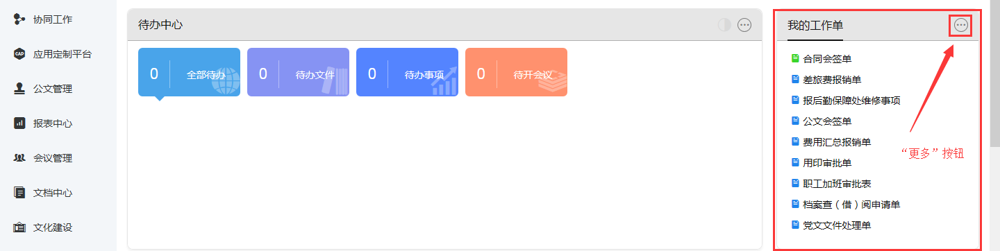 协同工作
CAP
应用定制平台
公文管理
报表中心
会议管理
文档中心
文化建设
待办中心
0 全部待办
0 待办文件
0 待办事项
0 待开会议
我的工作单
合同会签单
差旅费报销单
报后勤保障处维修事项
公文会签单
费用汇总报销单
用印审批单
职工加班审批表
档案查（借）阅申请单
党文文件处理单
“更多”按钮